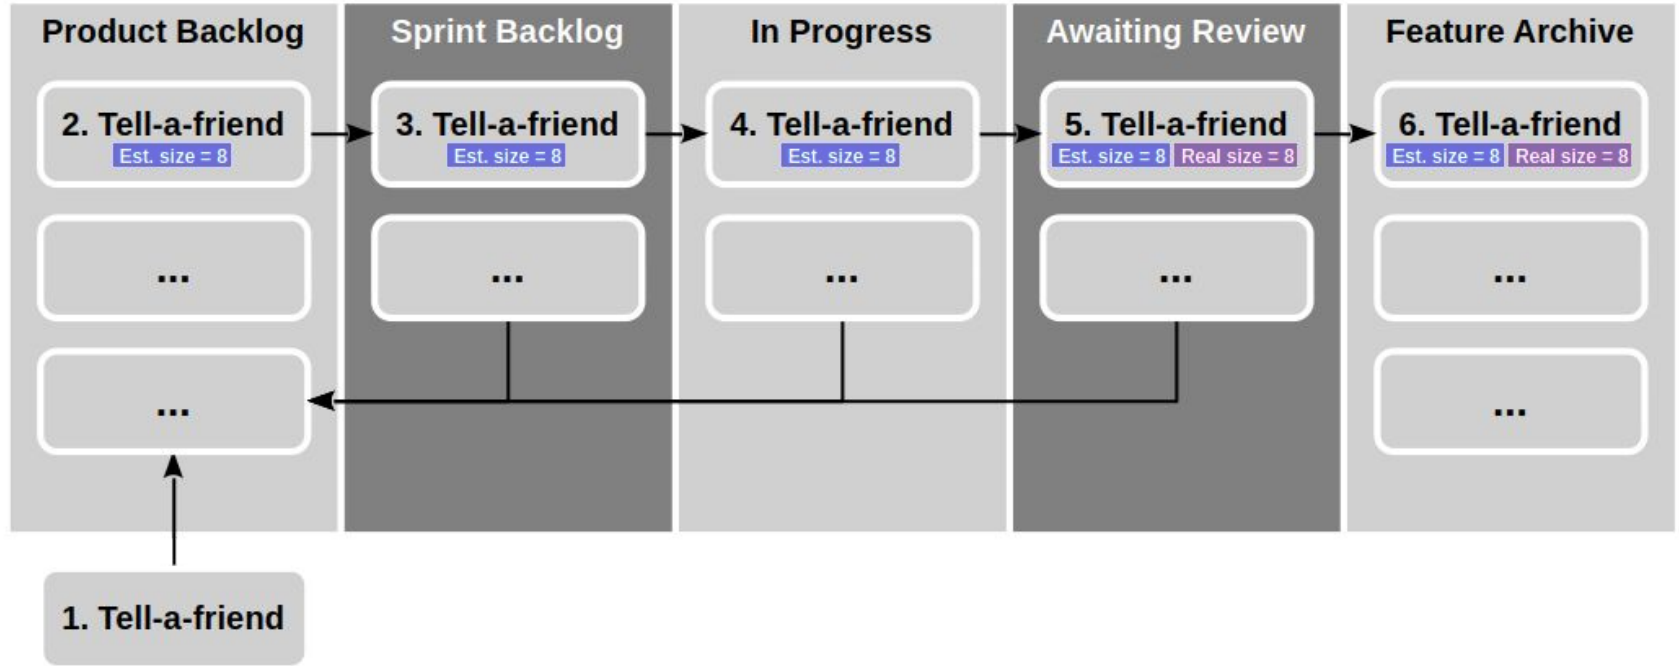 Product Backlog
Sprint Backlog
In Progress
Awaiting Review
Feature Archive
2. Tell-a-friend
Est. size = 8
3. Tell-a-friend
Est. size = 8
4. Tell-a-friend
Est. size = 8
5. Tell-a-friend
Est. size = 8 Real size = 8
6. Tell-a-friend
Est. size = 8 Real size = 8
...
...
...
...
...
...
...
1. Tell-a-friend